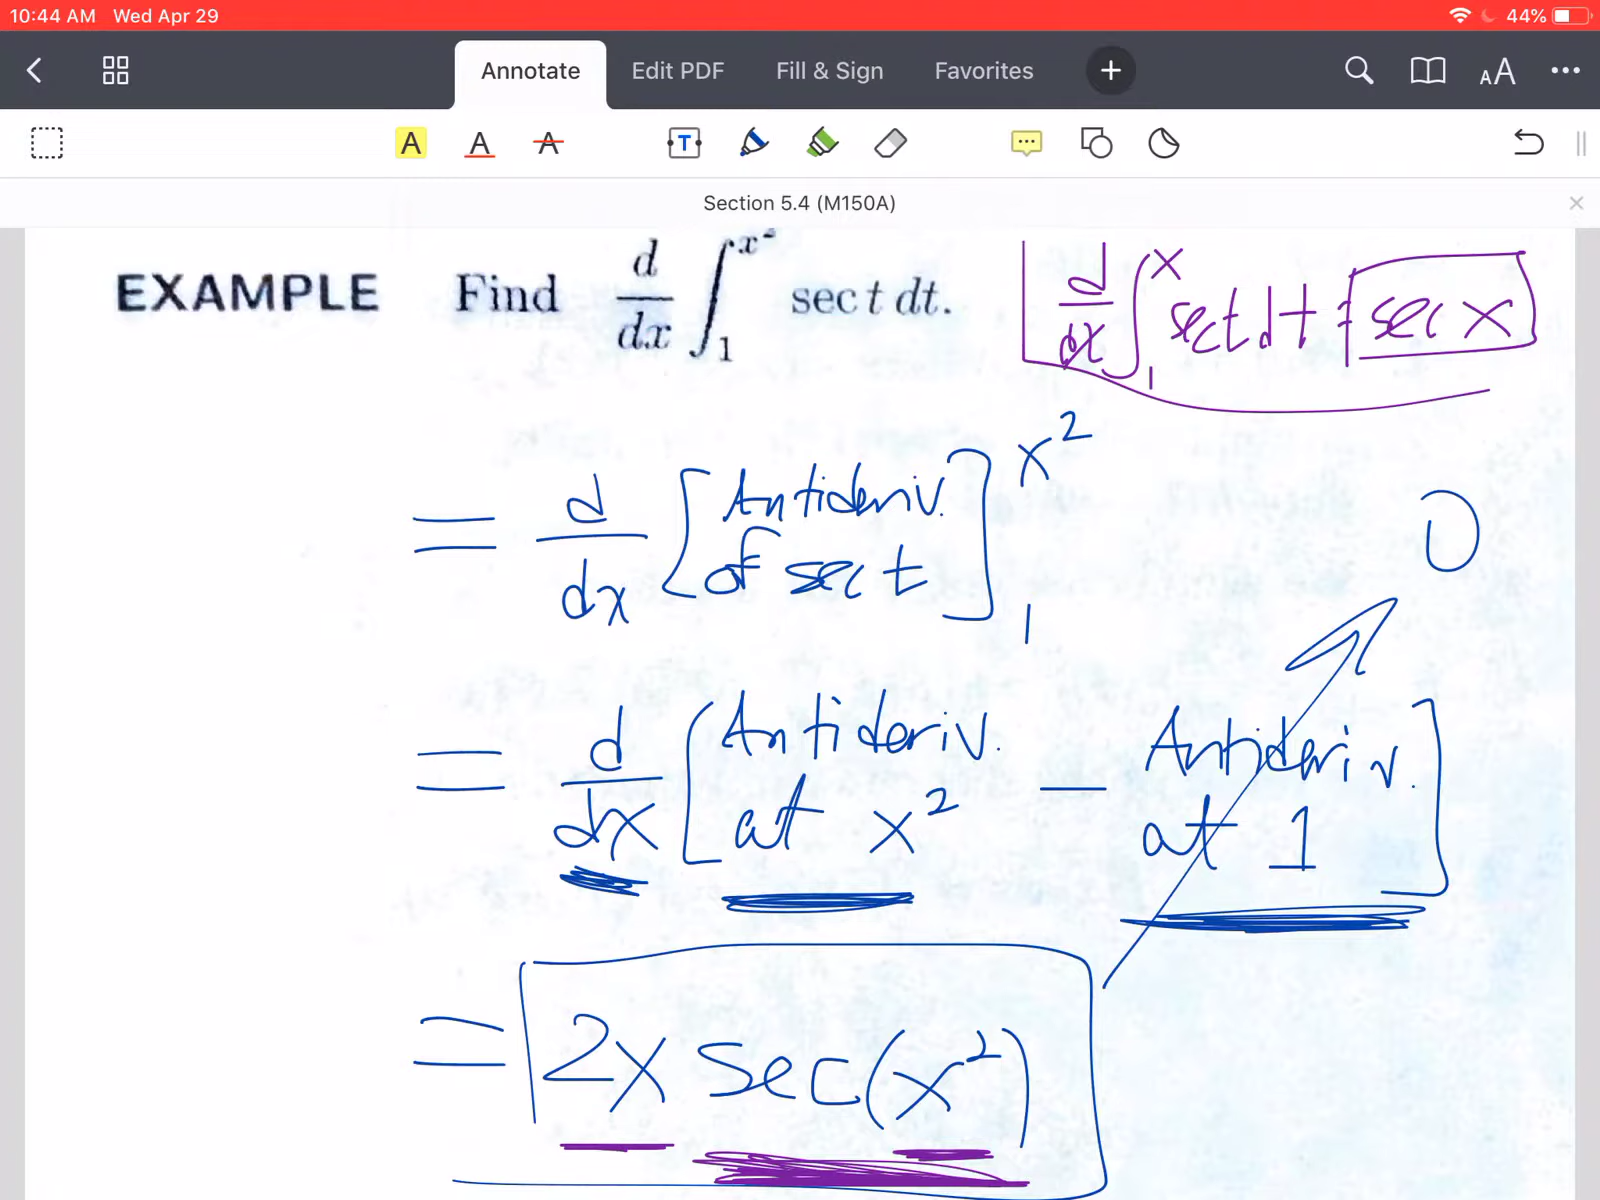 10:44 AM Wed Apr 29 44%
Annotate Edit PDF Fill & Sign Favorites +
A A A T AA
Section 5.4 (M150A)
EXAMPLE Find d/dx ∫₁^x² sec t dt.
d/dx ∫₁^x sec t dt = sec x
= d/dx [Antideriv. of sec t]₁^x²
0
= d/dx [Antideriv. at x² — Antideriv. at 1]
= 2x sec(x²)